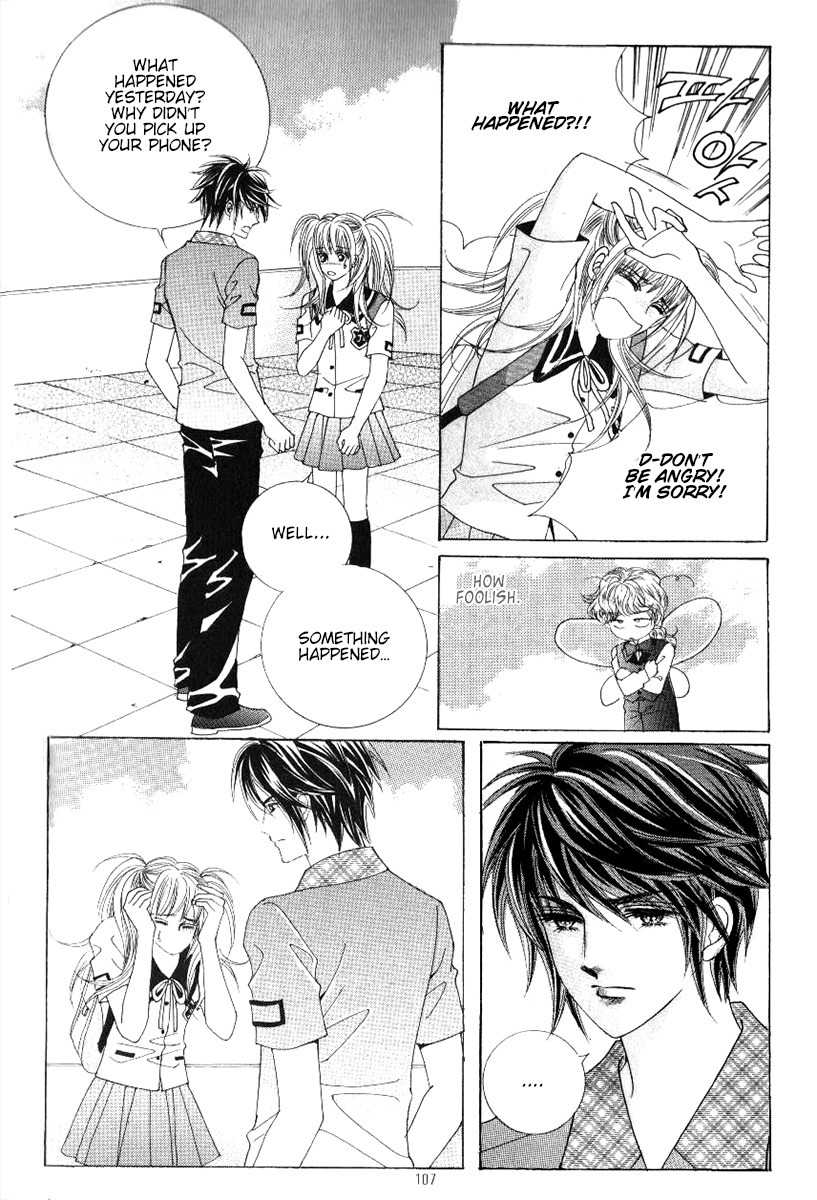 WHAT
HAPPENED
YESTERDAY?
WHY DIDN'T
YOU PICK UP
YOUR PHONE?
WELL...
SOMETHING
HAPPENED...
WHAT
HAPPENED?!!
D-DON'T
BE ANGRY!
I'M SORRY!
HOW
FOOLISH.
....
107